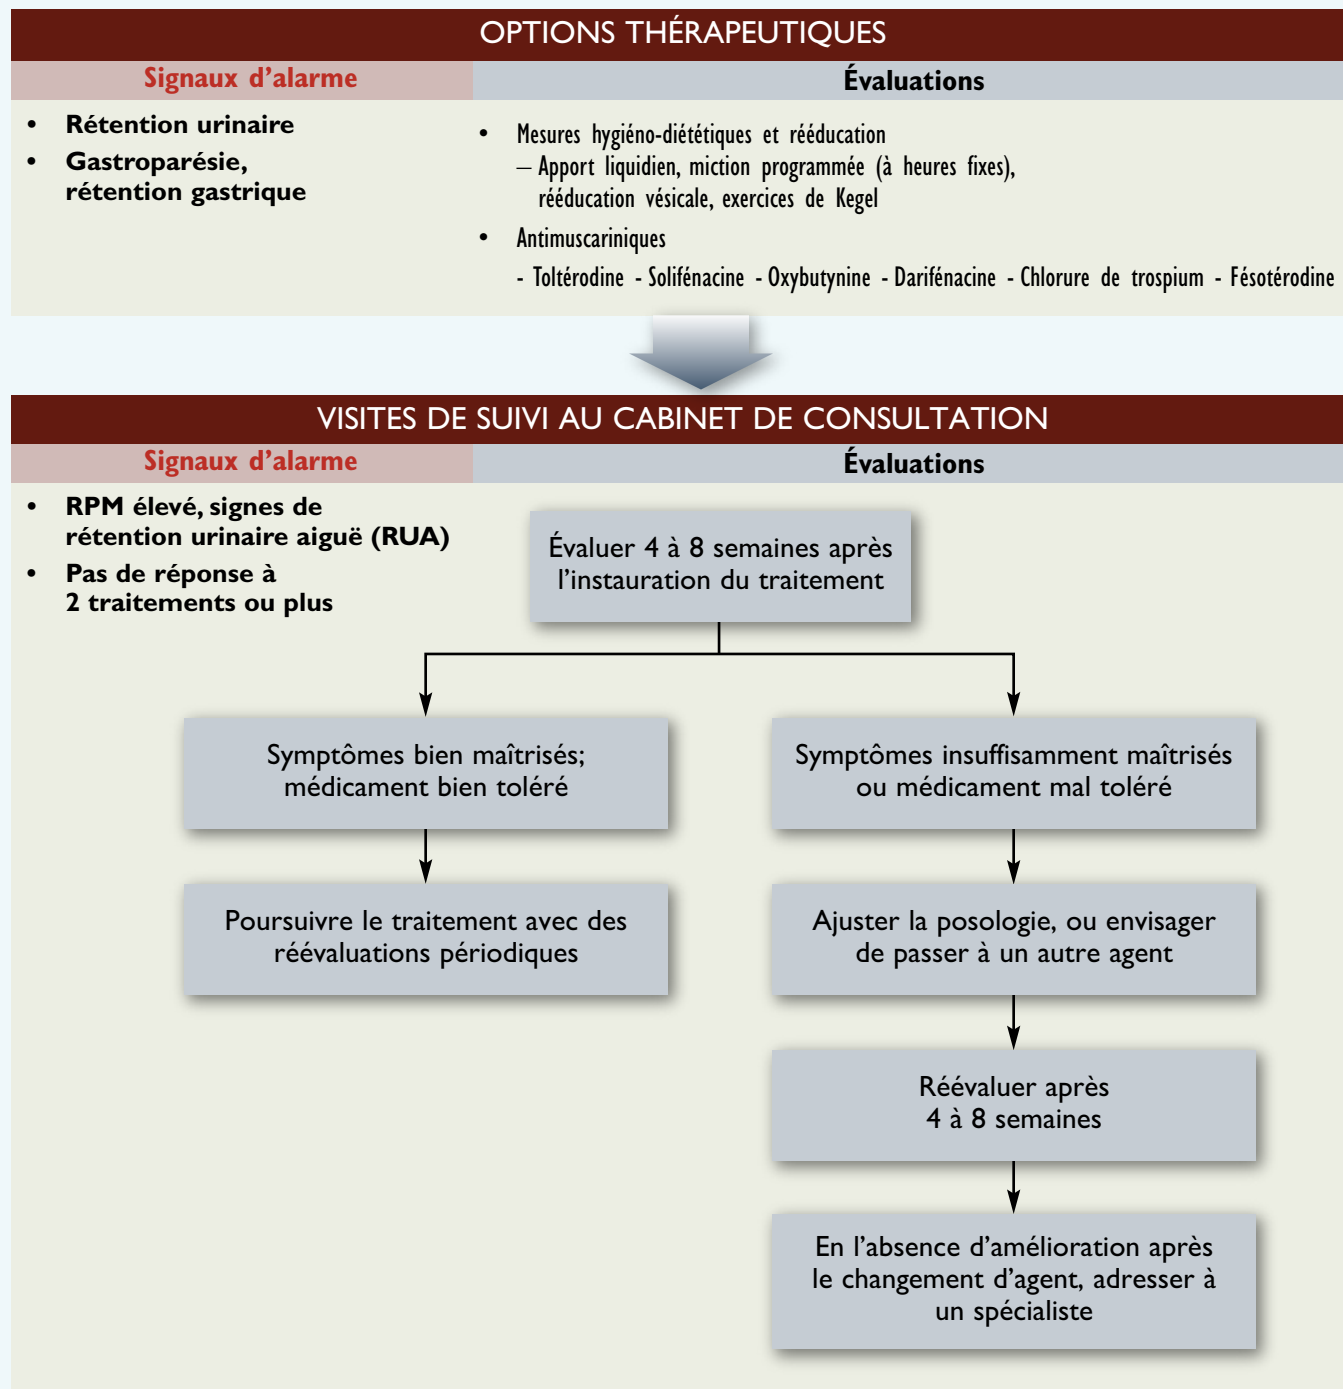 OPTIONS THÉRAPEUTIQUES
Signaux d’alarme
Évaluations
• Rétention urinaire
• Gastroparésie,
rétention gastrique
• Mesures hygiéno-diététiques et rééducation
– Apport liquidien, miction programmée (à heures fixes),
rééducation vésicale, exercices de Kegel
• Antimuscariniques
- Toltérodine - Solifénacine - Oxybutynine - Darifénacine - Chlorure de trospium - Fésotérodine
VISITES DE SUIVI AU CABINET DE CONSULTATION
Signaux d’alarme
Évaluations
• RPM élevé, signes de
rétention urinaire aiguë (RUA)
• Pas de réponse à
2 traitements ou plus
Évaluer 4 à 8 semaines après
l’instauration du traitement
Symptômes bien maîtrisés;
médicament bien toléré
Poursuivre le traitement avec des
réévaluations périodiques
Symptômes insuffisamment maîtrisés
ou médicament mal toléré
Ajuster la posologie, ou envisager
de passer à un autre agent
Réévaluer après
4 à 8 semaines
En l’absence d’amélioration après
le changement d’agent, adresser à
un spécialiste